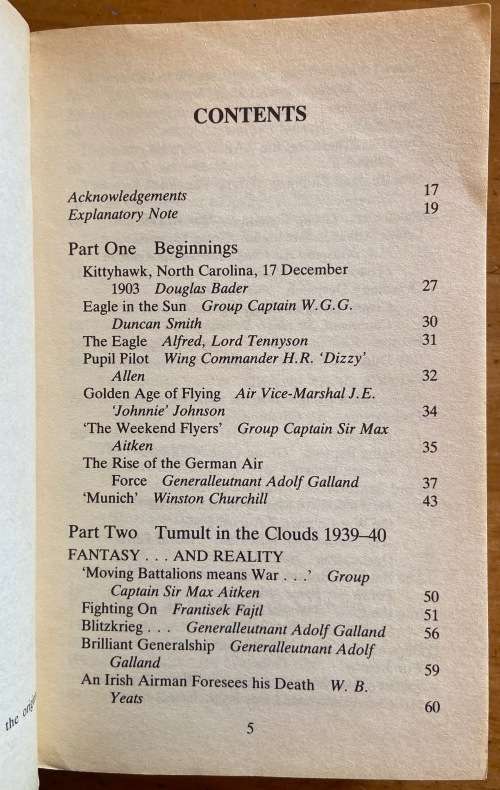 CONTENTS
Acknowledgements 17
Explanatory Note 19
Part One Beginnings
Kittyhawk, North Carolina, 17 December
1903 Douglas Bader 27
Eagle in the Sun Group Captain W.G.G.
Duncan Smith 30
The Eagle Alfred, Lord Tennyson 31
Pupil Pilot Wing Commander H.R. ‘Dizzy’
Allen 32
Golden Age of Flying Air Vice-Marshal J.E.
‘Johnnie’ Johnson 34
‘The Weekend Flyers’ Group Captain Sir Max
Aitken 35
The Rise of the German Air
Force Generalleutnant Adolf Galland 37
‘Munich’ Winston Churchill 43
Part Two Tumult in the Clouds 1939–40
FANTASY . . . AND REALITY
‘Moving Battalions means War . . .’ Group
Captain Sir Max Aitken 50
Fighting On Frantisek Fajtl 51
Blitzkrieg . . . Generalleutnant Adolf Galland 56
Brilliant Generalship Generalleutnant Adolf
Galland 59
An Irish Airman Foresees his Death W. B.
Yeats 60
5
the